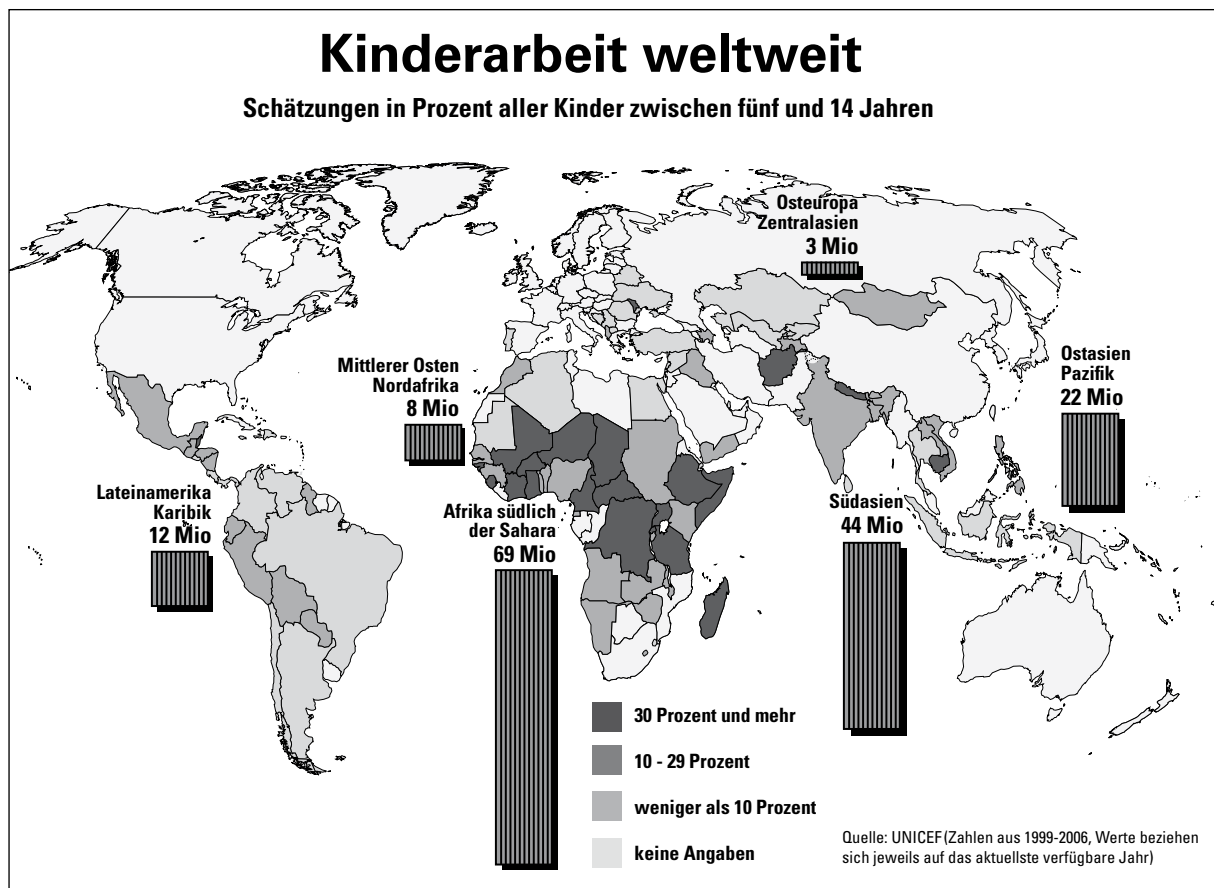 Kinderarbeit weltweit
Schätzungen in Prozent aller Kinder zwischen fünf und 14 Jahren
Osteuropa
Zentralasien
3 Mio
Mittlerer Osten
Nordafrika
8 Mio
Ostasien
Pazifik
22 Mio
Lateinamerika
Karibik
12 Mio
Afrika südlich
der Sahara
69 Mio
Südasien
44 Mio
30 Prozent und mehr
10 - 29 Prozent
weniger als 10 Prozent
keine Angaben
Quelle: UNICEF(Zahlen aus 1999-2006, Werte beziehen
sich jeweils auf das aktuellste verfügbare Jahr)